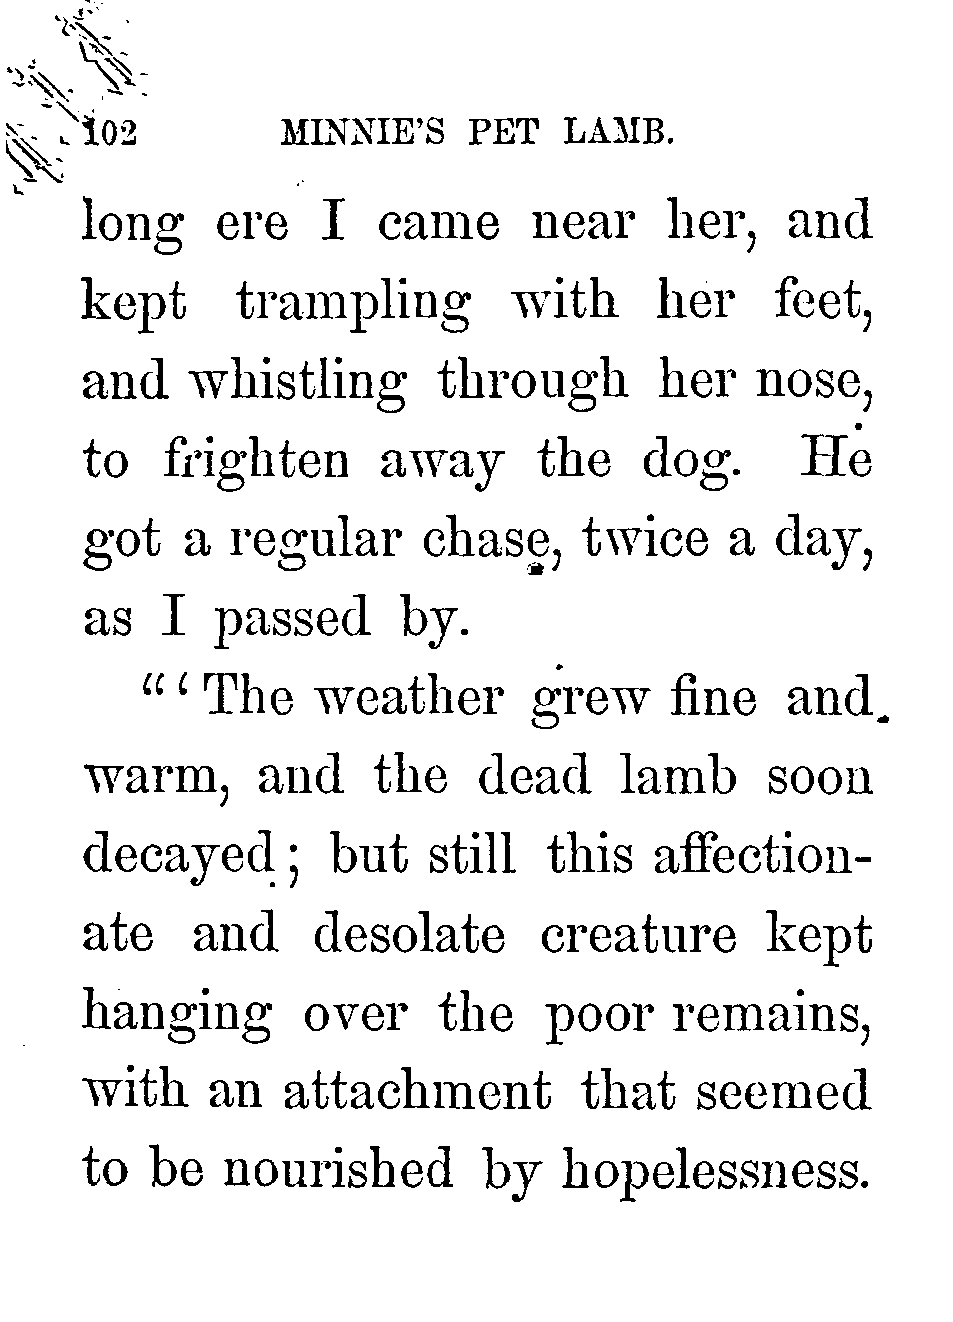 102 MINNIE'S PET LAMB.
long ere I came near her, and
kept trampling with her feet,
and whistling through her nose,
to frighten away the dog. He
got a regular chase, twice a day,
as I passed by.
"'The weather grew fine and
warm, and the dead lamb soon
decayed; but still this affection-
ate and desolate creature kept
hanging over the poor remains,
with an attachment that seemed
to be nourished by hopelessness.